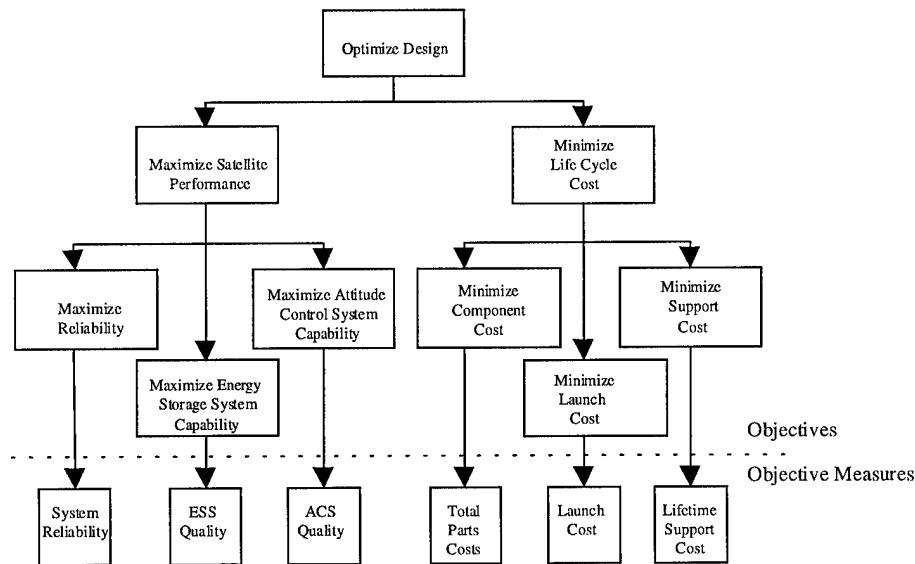 Optimize Design
Maximize Satellite
Performance
Minimize
Life Cycle
Cost
Maximize
Reliability
Maximize Attitude
Control System
Capability
Minimize
Component
Cost
Minimize
Support
Cost
Maximize Energy
Storage System
Capability
Minimize
Launch
Cost
Objectives
Objective Measures
System
Reliability
ESS
Quality
ACS
Quality
Total
Parts
Costs
Launch
Cost
Lifetime
Support
Cost